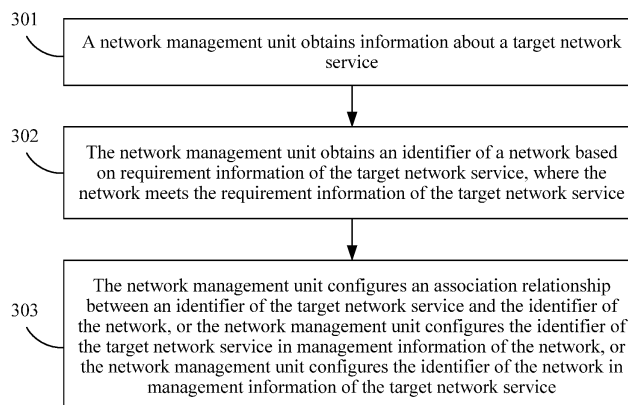 301
A network management unit obtains information about a target network
service
302
The network management unit obtains an identifier of a network based
on requirement information of the target network service, where the
network meets the requirement information of the target network service
303
The network management unit configures an association relationship
between an identifier of the target network service and the identifier of
the network, or the network management unit configures the identifier of
the target network service in management information of the network, or
the network management unit configures the identifier of the network in
management information of the target network service